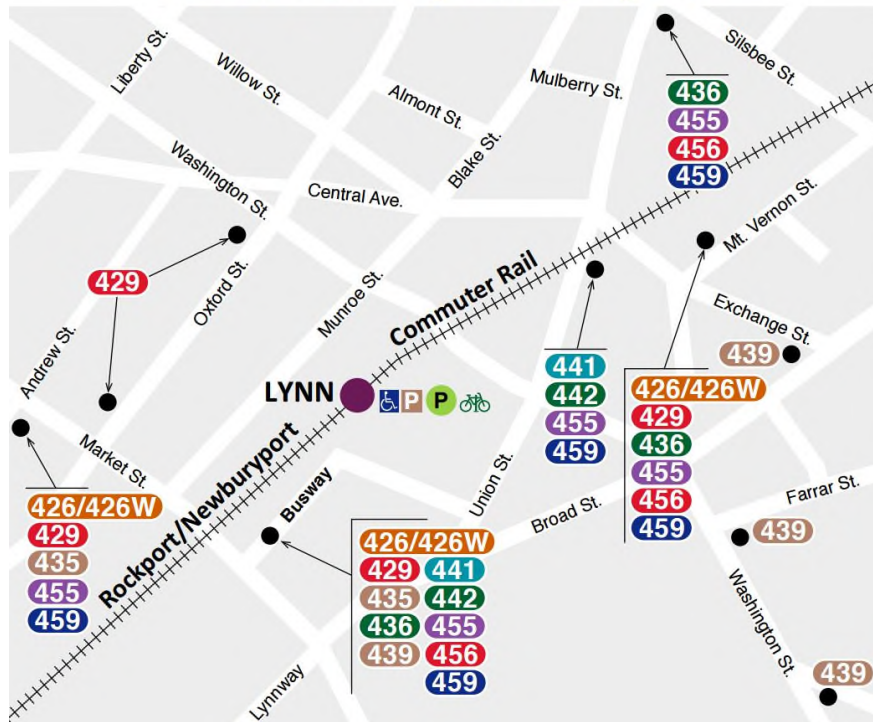 Silsbee St.
Liberty St.
Willow St.
Mulberry St.
436
455
456
459
Almont St.
Blake St.
Washington St.
Central Ave.
Mt. Vernon St.
429
Oxford St.
Munroe St.
Commuter Rail
Exchange St.
439
Andrew St.
LYNN
P
P
441
442
455
459
426/426W
429
436
455
456
459
Market St.
Rockport/Newburyport
Busway
Union St.
Broad St.
Farrar St.
439
426/426W
429
435
455
459
426/426W
429 441
435 442
436 455
439 456
459
Washington St.
439
Lynnway